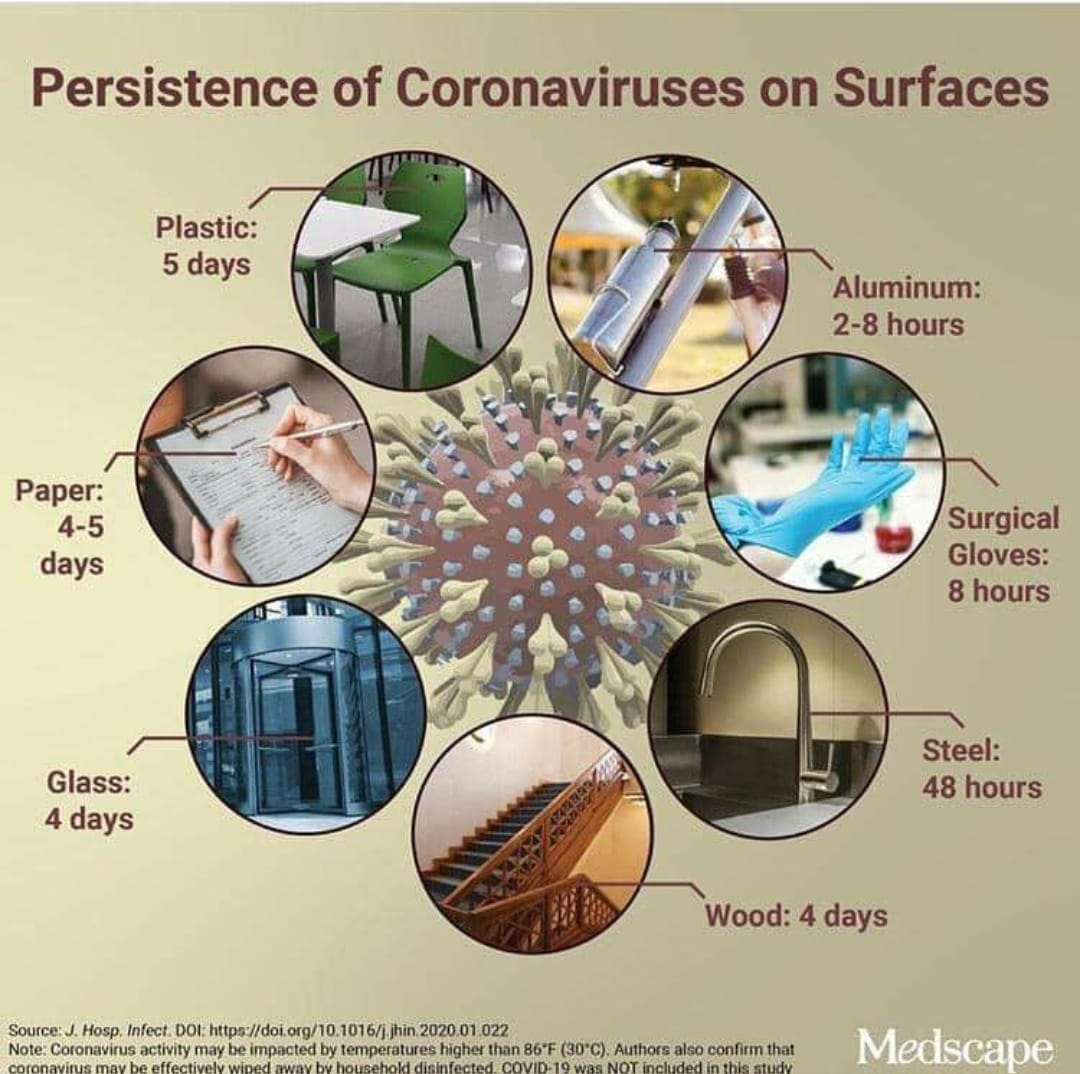 Persistence of Coronaviruses on Surfaces
Plastic:
5 days
Aluminum:
2-8 hours
Paper:
4-5
days
Surgical
Gloves:
8 hours
Glass:
4 days
Steel:
48 hours
Wood: 4 days
Source: J. Hosp. Infect. DOI: https://doi.org/10.1016/j.jhin.2020.01.022
Note: Coronavirus activity may be impacted by temperatures higher than 86°F (30°C). Authors also confirm that
coronavirus may be effectively wiped away by household disinfected. COVID-19 was NOT included in this study
Medscape